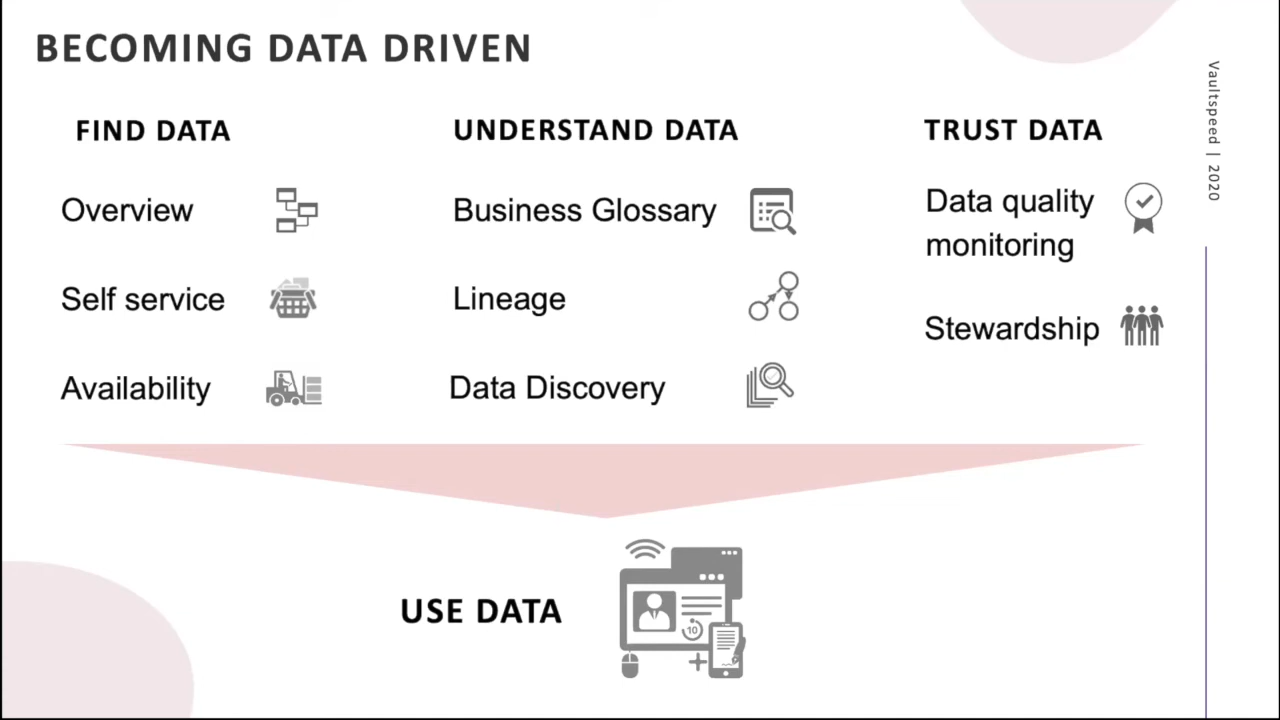 BECOMING DATA DRIVEN
FIND DATA
Overview
Self service
Availability
UNDERSTAND DATA
Business Glossary
Lineage
Data Discovery
TRUST DATA
Data quality
monitoring
Stewardship
USE DATA
10
Vaultspeed | 2020